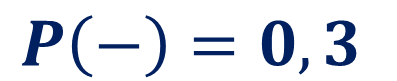 P(−) = 0,3